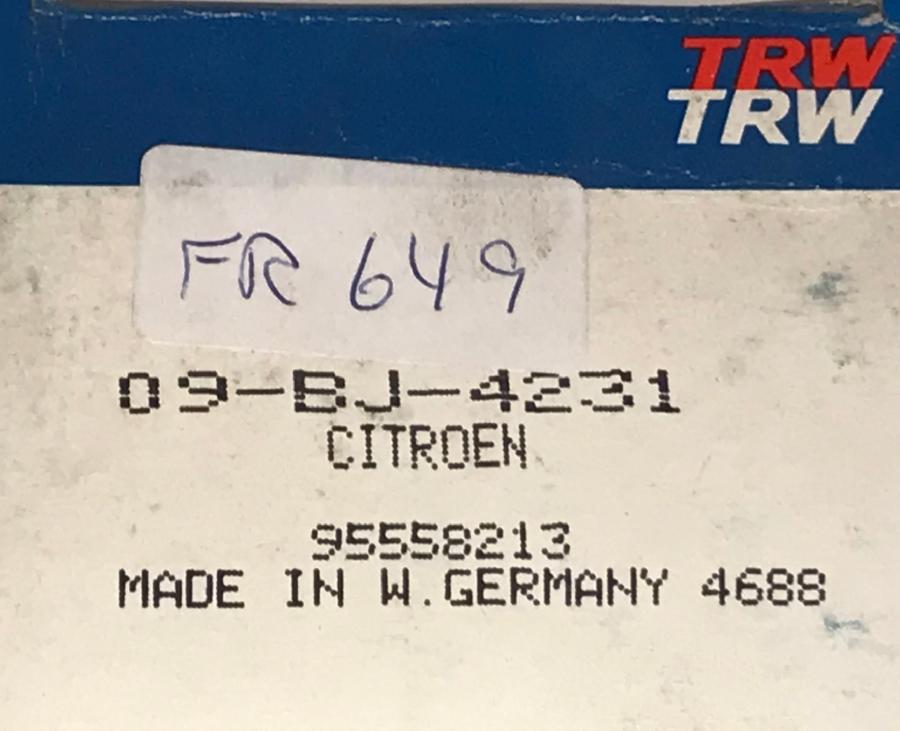 TRW
TRW
FR 649
09-BJ-4231
CITROEN
95558213
MADE IN W.GERMANY 4688